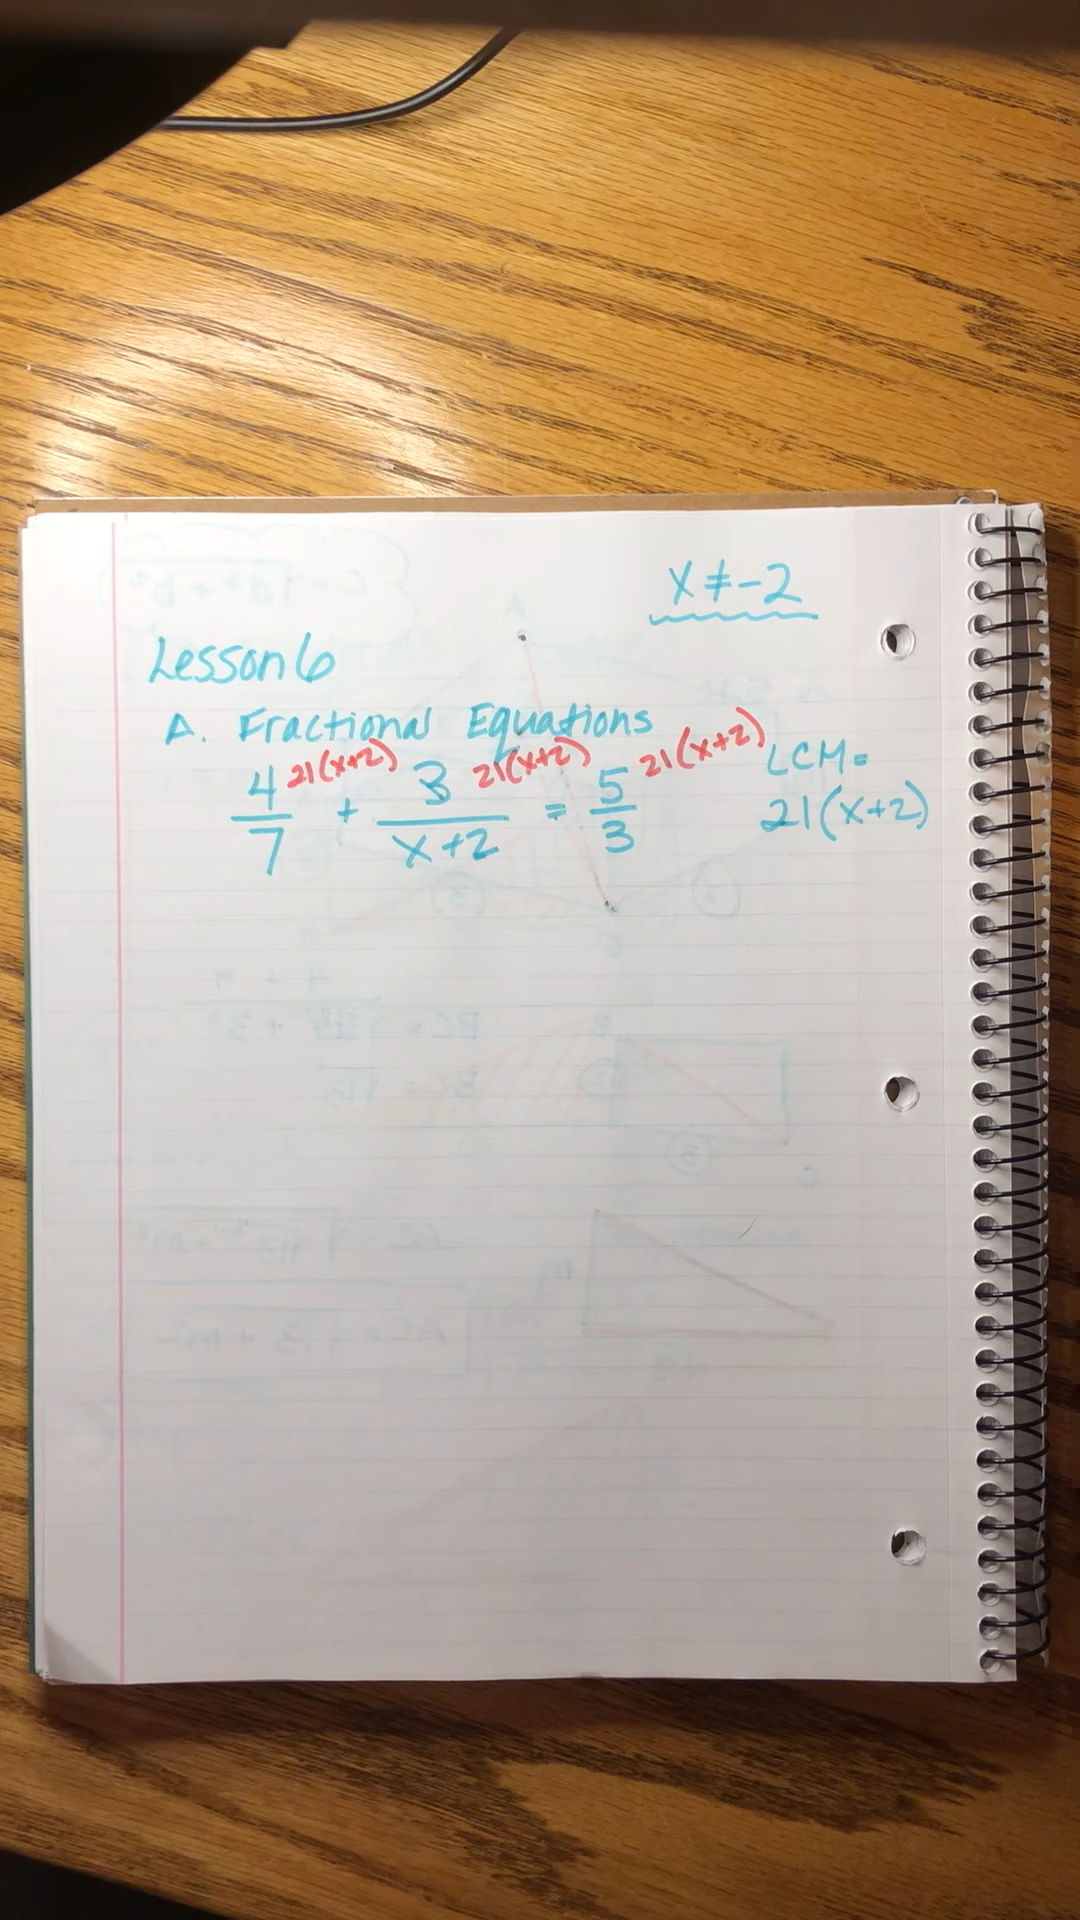 x ≠ -2
Lesson 6
A. Fractional Equations
4/7 21(x+2) + 3/(x+2) 21(x+2) = 5/3 21(x+2)
LCM =
21(x+2)